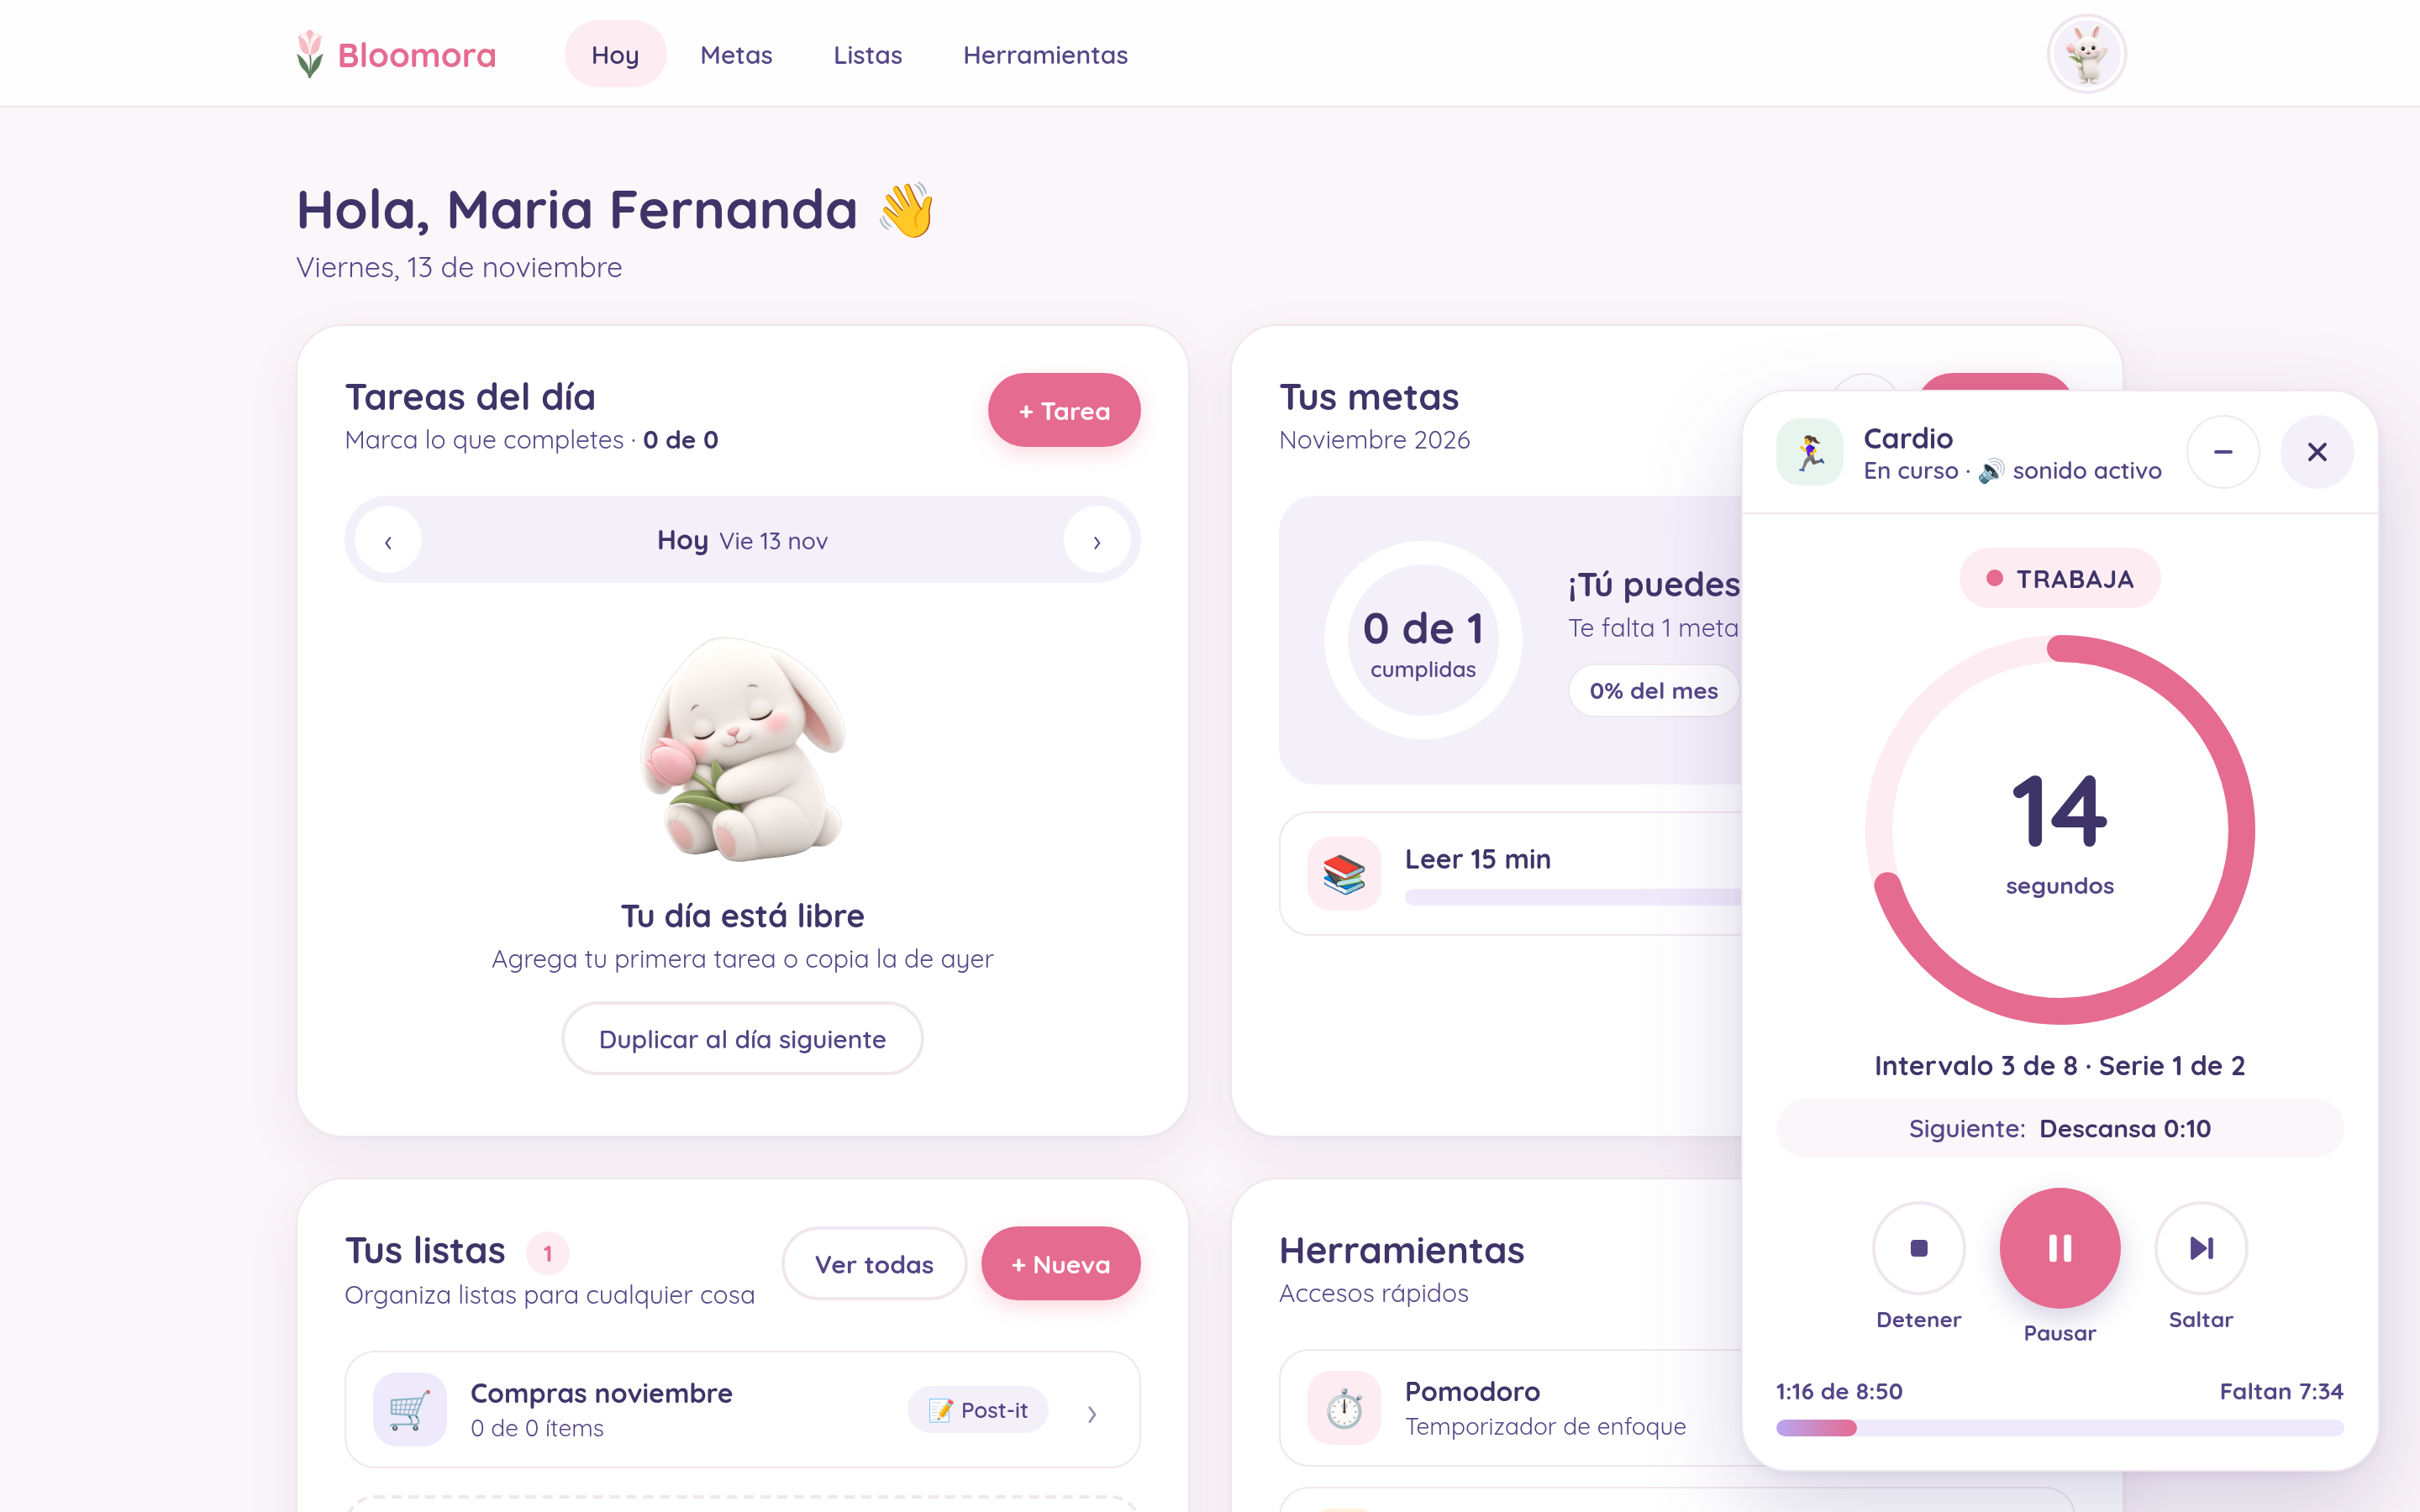 Bloomora
Hoy
Metas
Listas
Herramientas
Hola, Maria Fernanda 👋
Viernes, 13 de noviembre
Tareas del día
Marca lo que completes · 0 de 0
+ Tarea
‹
Hoy Vie 13 nov
›
Tu día está libre
Agrega tu primera tarea o copia la de ayer
Duplicar al día siguiente
Tus metas
Noviembre 2026
0 de 1
cumplidas
¡Tú puedes
Te falta 1 meta
0% del mes
Leer 15 min
Tus listas 1
Organiza listas para cualquier cosa
Ver todas
+ Nueva
Compras noviembre
0 de 0 ítems
📝 Post-it
›
Herramientas
Accesos rápidos
Pomodoro
Temporizador de enfoque
Cardio
En curso · 🔊 sonido activo
TRABAJA
14
segundos
Intervalo 3 de 8 · Serie 1 de 2
Siguiente: Descansa 0:10
Detener
Pausar
Saltar
1:16 de 8:50
Faltan 7:34